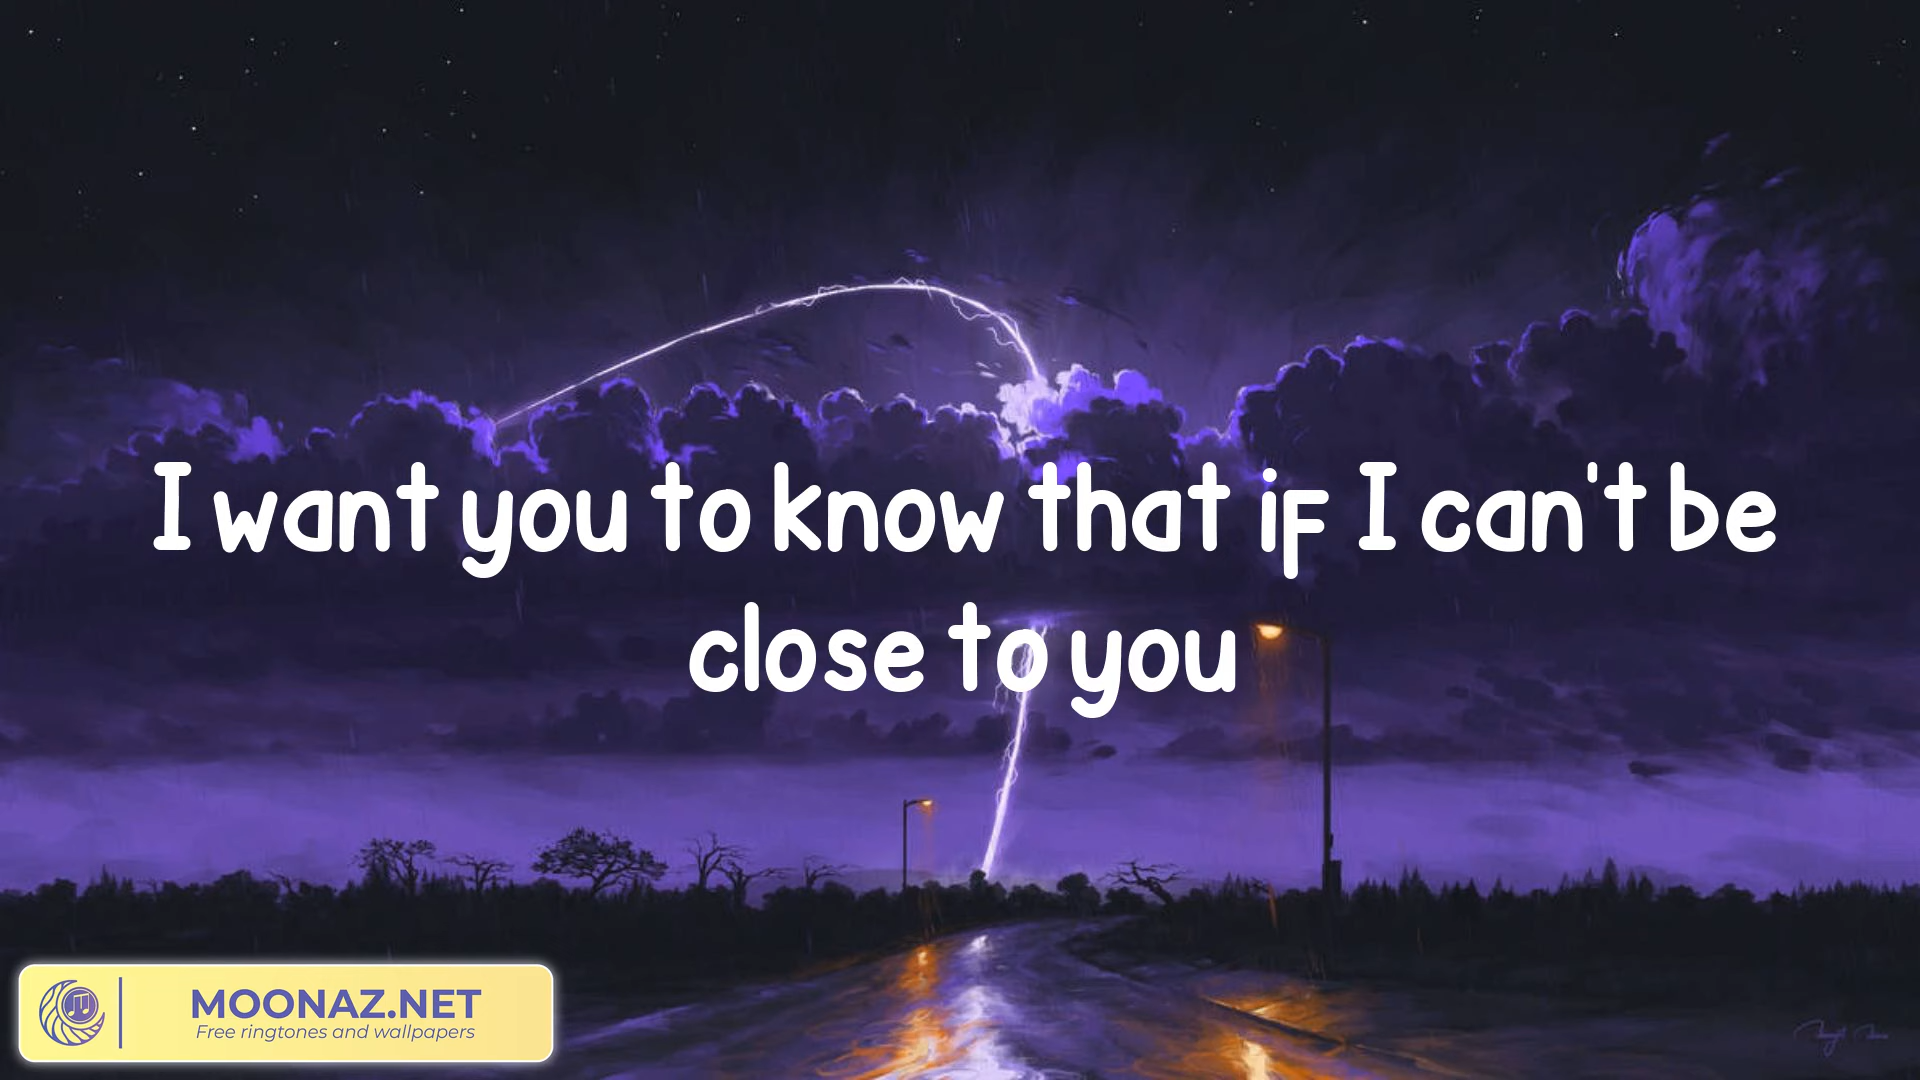 I want you to know that if I can't be
close to you
MOONAZ.NET
Free ringtones and wallpapers